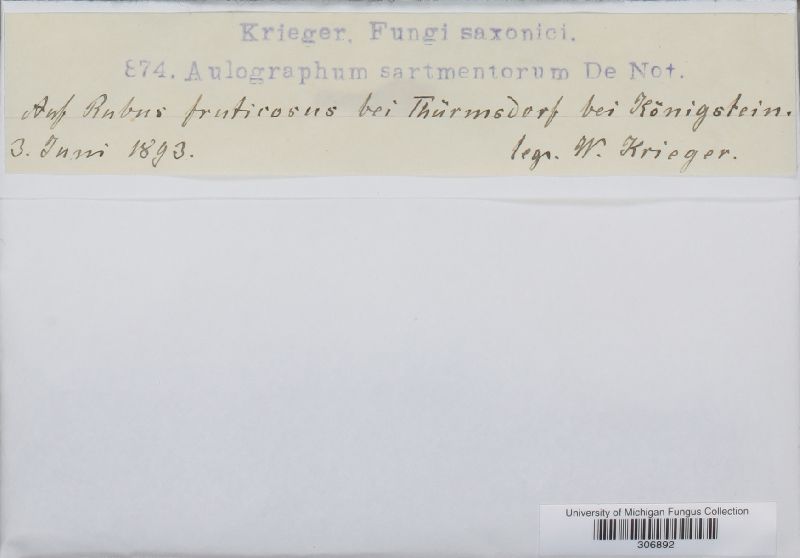 Krieger, Fungi saxonici.
874. Aulographum sartmentorum De Not.
Auf Rubus fruticosus bei Thürmsdorf bei Königstein.
3. Juni 1893.
leg. W. Krieger.
University of Michigan Fungus Collection
306892